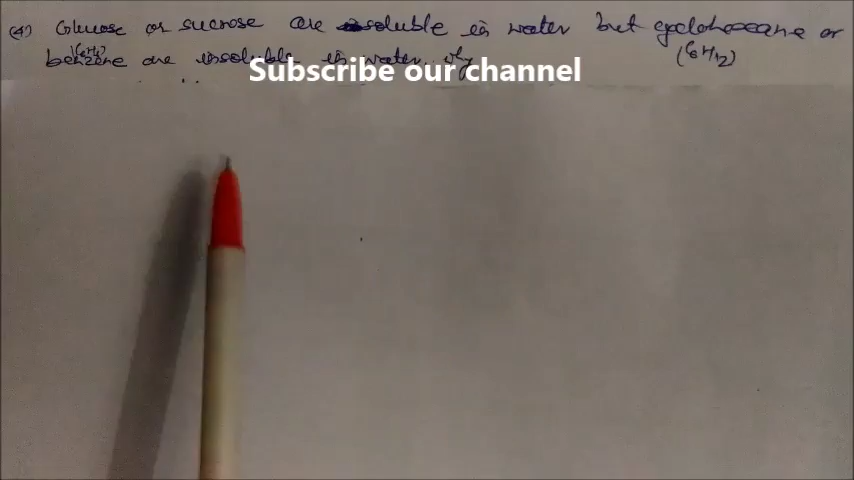 (4) Glucose or sucrose are soluble in water but cyclohexane or
(C6H12)
(C6H6)
benzene are insoluble in water. Why
Subscribe our channel